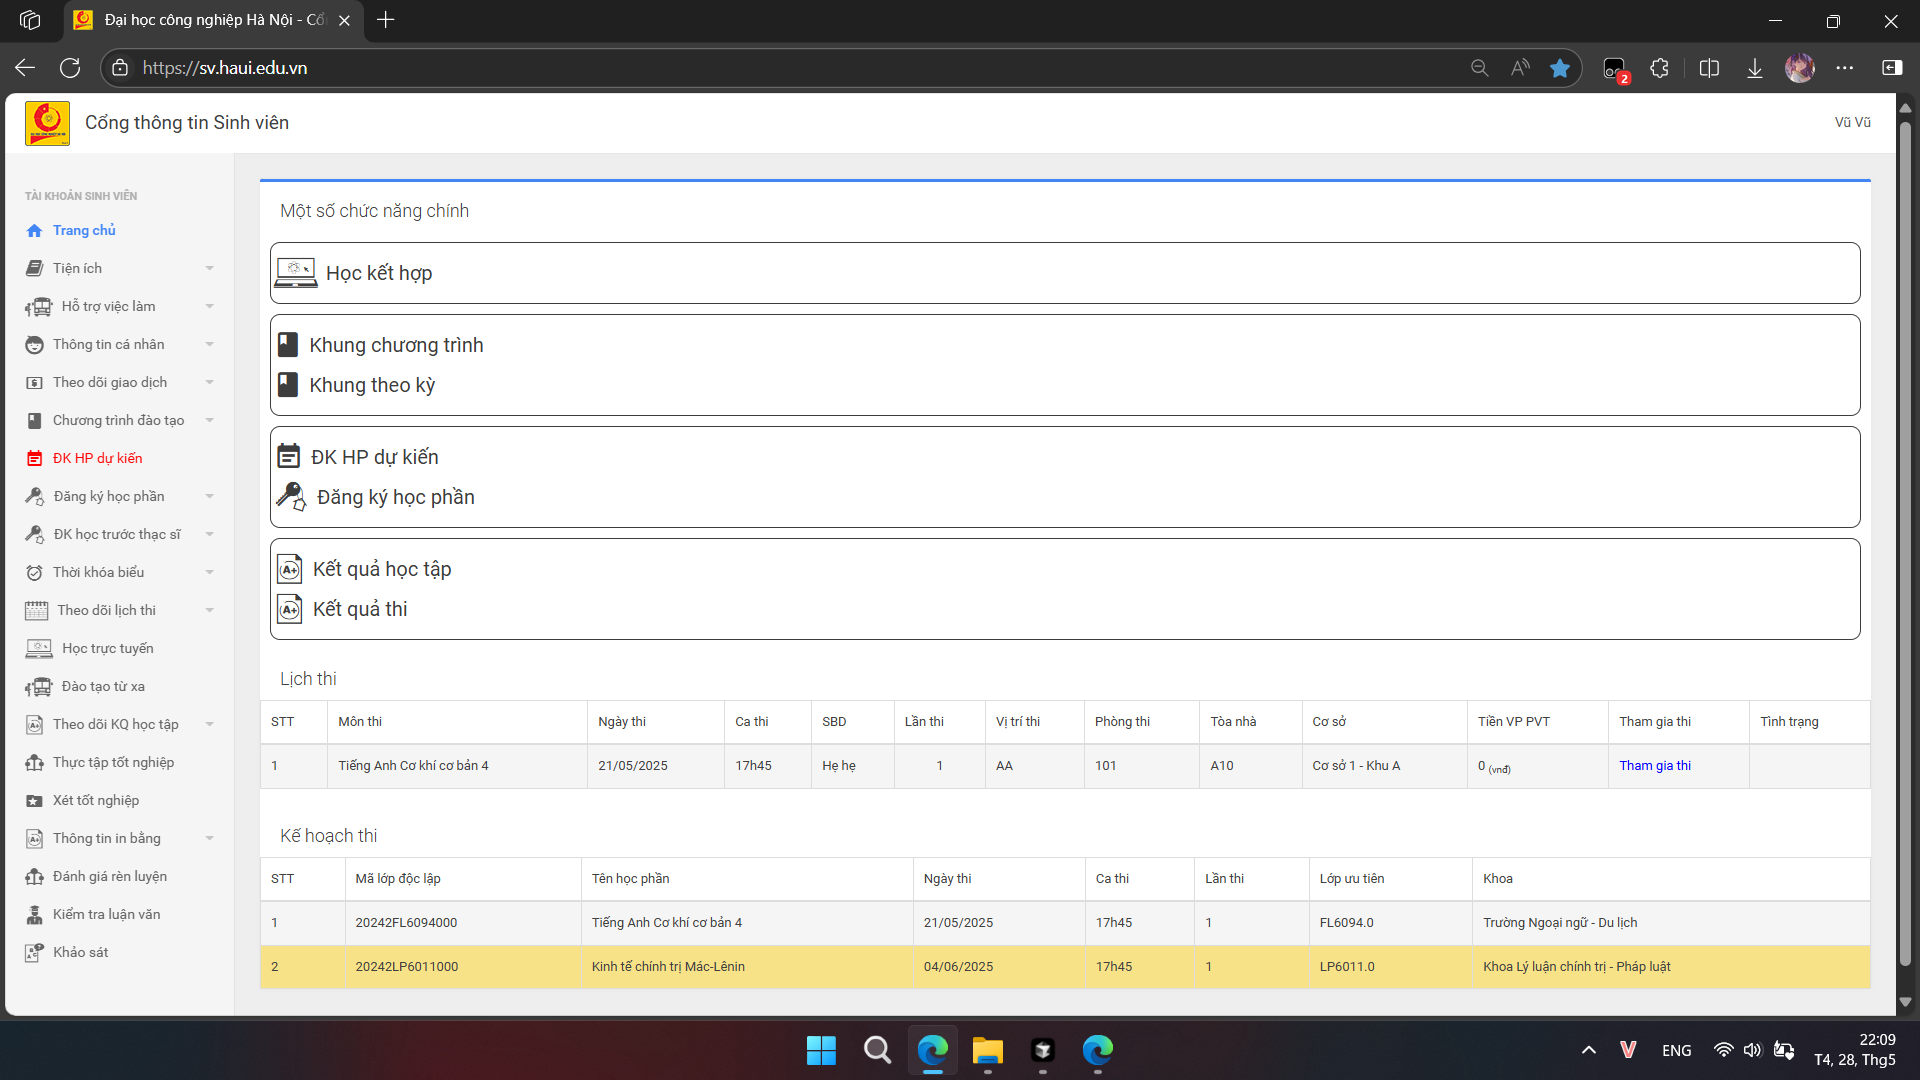 Đại học công nghiệp Hà Nội - Cổ
https://sv.haui.edu.vn
2
Cổng thông tin Sinh viên
Vũ Vũ
TÀI KHOẢN SINH VIÊN
Trang chủ
Tiện ích
Hỗ trợ việc làm
Thông tin cá nhân
Theo dõi giao dịch
Chương trình đào tạo
ĐK HP dự kiến
Đăng ký học phần
ĐK học trước thạc sĩ
Thời khóa biểu
Theo dõi lịch thi
Học trực tuyến
Đào tạo từ xa
Theo dõi KQ học tập
Thực tập tốt nghiệp
Xét tốt nghiệp
Thông tin in bằng
Đánh giá rèn luyện
Kiểm tra luận văn
Khảo sát
Một số chức năng chính
Học kết hợp
Khung chương trình
Khung theo kỳ
ĐK HP dự kiến
Đăng ký học phần
Kết quả học tập
Kết quả thi
Lịch thi
STT Môn thi Ngày thi Ca thi SBD Lần thi Vị trí thi Phòng thi Tòa nhà Cơ sở Tiền VP PVT Tham gia thi Tình trạng
1 Tiếng Anh Cơ khí cơ bản 4 21/05/2025 17h45 Hẹ hẹ 1 AA 101 A10 Cơ sở 1 - Khu A 0 (vnđ) Tham gia thi
Kế hoạch thi
STT Mã lớp độc lập Tên học phần Ngày thi Ca thi Lần thi Lớp ưu tiên Khoa
1 20242FL6094000 Tiếng Anh Cơ khí cơ bản 4 21/05/2025 17h45 1 FL6094.0 Trường Ngoại ngữ - Du lịch
2 20242LP6011000 Kinh tế chính trị Mác-Lênin 04/06/2025 17h45 1 LP6011.0 Khoa Lý luận chính trị - Pháp luật
V ENG
22:09
T4, 28, Thg5